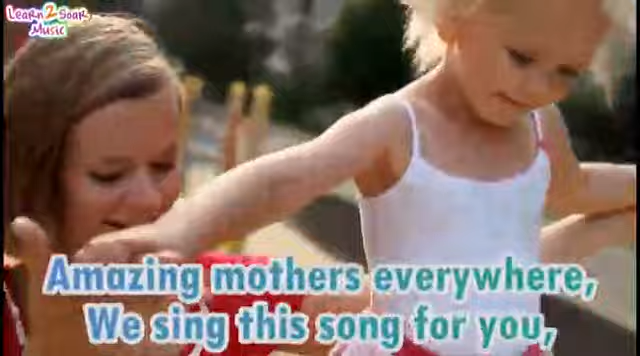 Learn 2 Soar
Music
Amazing mothers everywhere,
We sing this song for you,